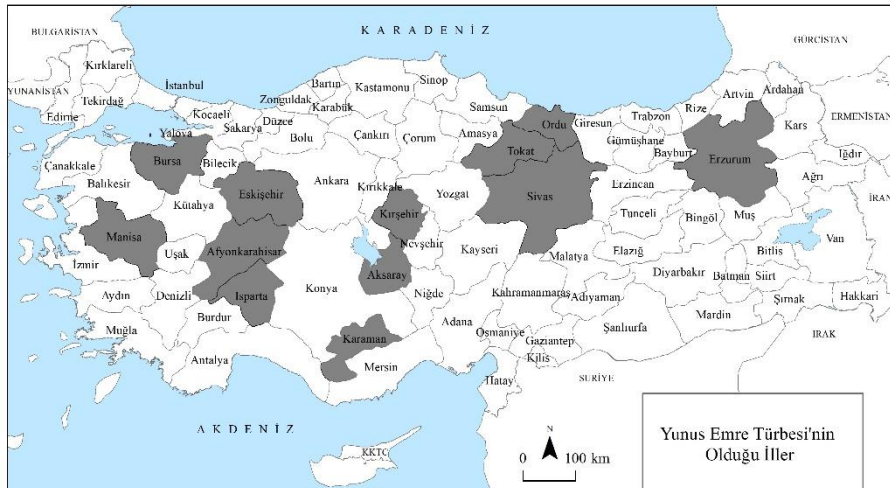 KARADENİZ
BULGARİSTAN
GÜRCİSTAN
Kırklareli
YUNANİSTAN
Edirne
Tekirdağ
İstanbul
Kocaeli
Yalova
Sakarya
Düzce
Zonguldak
Bartın
Karabük
Kastamonu
Sinop
Samsun
Ordu
Giresun
Trabzon
Rize
Artvin
Ardahan
Kars
ERMENİSTAN
Iğdır
Çanakkale
Balıkesir
Bursa
Bilecik
Bolu
Çankırı
Çorum
Amasya
Tokat
Gümüşhane
Bayburt
Erzurum
Ağrı
İRAN
Kütahya
Eskişehir
Ankara
Kırıkkale
Yozgat
Sivas
Erzincan
Tunceli
Bingöl
Muş
Van
Manisa
Uşak
Afyonkarahisar
Kırşehir
Nevşehir
Kayseri
Malatya
Elazığ
Bitlis
İzmir
Aksaray
Konya
Niğde
Diyarbakır
Batman
Siirt
Hakkari
Şırnak
Aydın
Denizli
Isparta
Burdur
Kahramanmaraş
Adıyaman
Mardin
Şanlıurfa
Muğla
Antalya
Karaman
Mersin
Adana
Osmaniye
Gaziantep
Kilis
Hatay
SURİYE
IRAK
AKDENİZ
KKTC
N
0 100 km
Yunus Emre Türbesi'nin
Olduğu İller